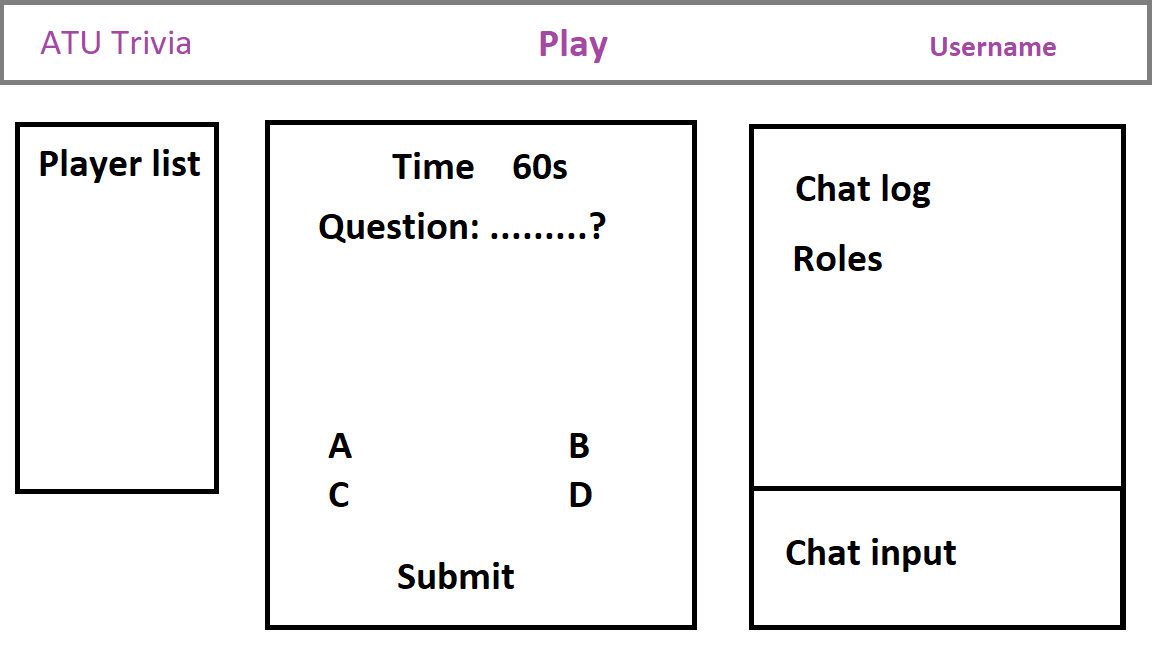 ATU Trivia
Play
Username
Player list
Time 60s
Question: .........?
A B
C D
Submit
Chat log
Roles
Chat input